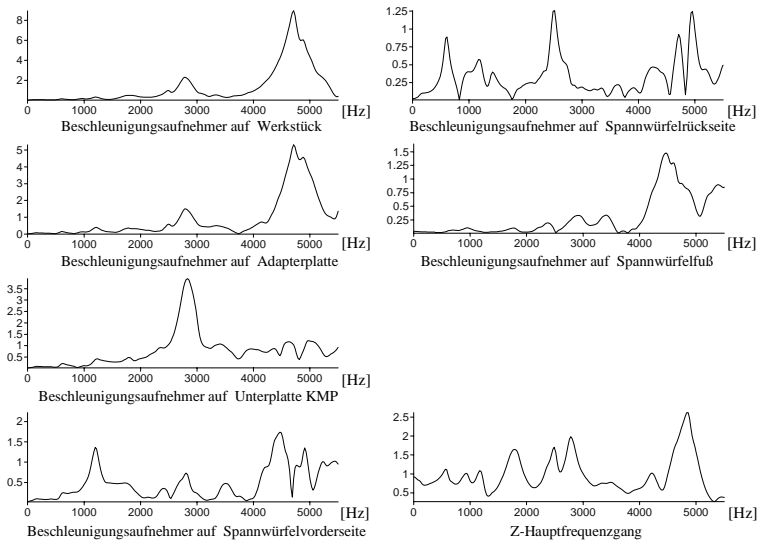 8
6
4
2
0 1000 2000 3000 4000 5000 [Hz]
Beschleunigungsaufnehmer auf Werkstück
1.25
1
0.75
0.5
0.25
0 1000 2000 3000 4000 5000 [Hz]
Beschleunigungsaufnehmer auf Spannwürfelrückseite
5
4
3
2
1
0
0 1000 2000 3000 4000 5000 [Hz]
Beschleunigungsaufnehmer auf Adapterplatte
1.5
1.25
1
0.75
0.5
0.25
0 1000 2000 3000 4000 5000 [Hz]
Beschleunigungsaufnehmer auf Spannwürfelfuß
3.5
3
2.5
2
1.5
1
0.5
0 1000 2000 3000 4000 5000 [Hz]
Beschleunigungsaufnehmer auf Unterplatte KMP
2
1.5
1
0.5
0 1000 2000 3000 4000 5000 [Hz]
Beschleunigungsaufnehmer auf Spannwürfelvorderseite
2.5
2
1.5
1
0.5
0 1000 2000 3000 4000 5000 [Hz]
Z-Hauptfrequenzgang